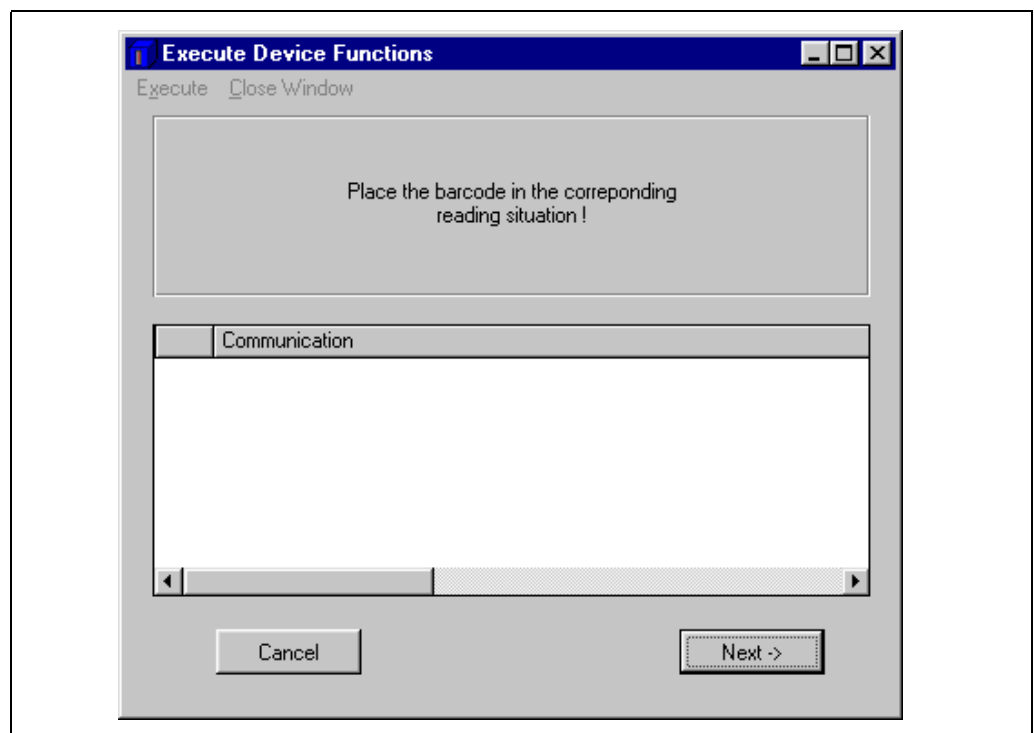 Execute Device Functions
Execute Close Window
Place the barcode in the correponding
reading situation !
Communication
Cancel Next ->